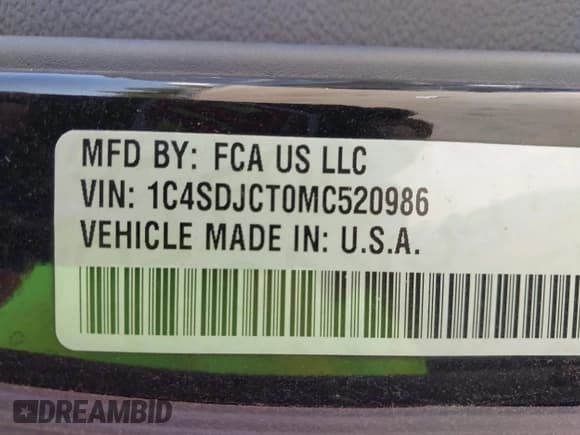 MFD BY: FCA US LLC
VIN: 1C4SDJCT0MC520986
VEHICLE MADE IN: U.S.A.
DREAMBID